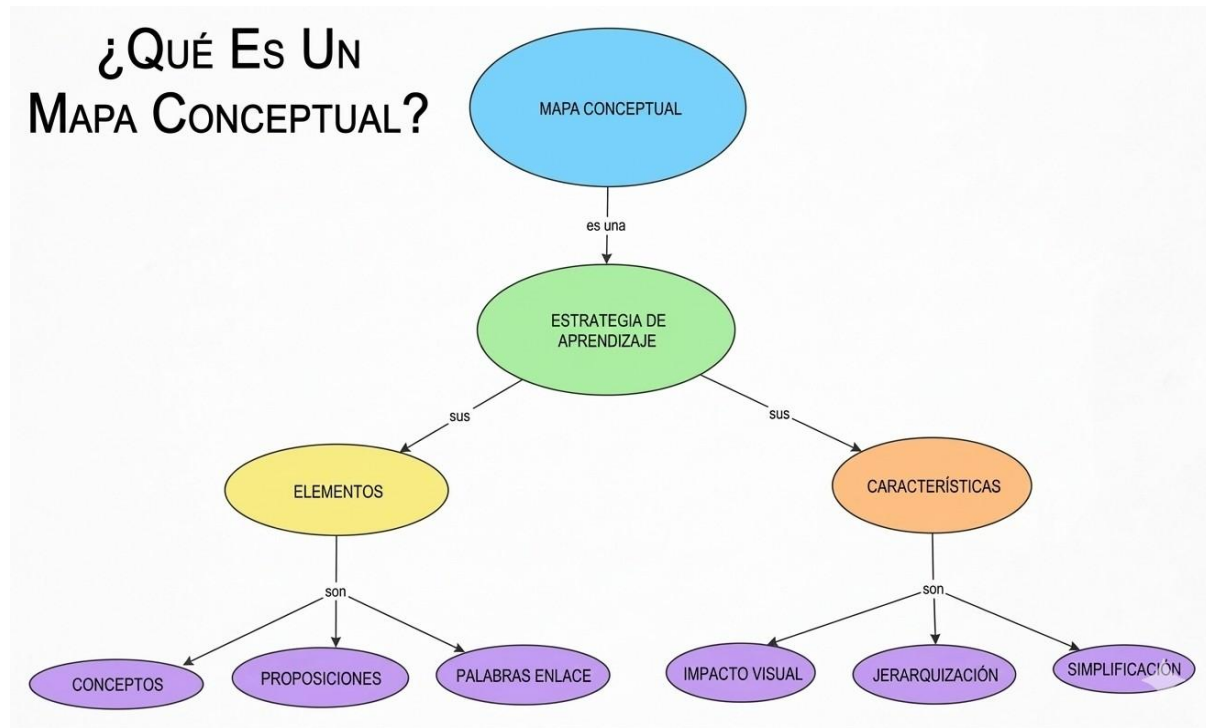 ¿Qué Es Un
Mapa Conceptual?
MAPA CONCEPTUAL
es una
ESTRATEGIA DE
APRENDIZAJE
sus
sus
ELEMENTOS
CARACTERÍSTICAS
son
son
CONCEPTOS
PROPOSICIONES
PALABRAS ENLACE
IMPACTO VISUAL
JERARQUIZACIÓN
SIMPLIFICACIÓN